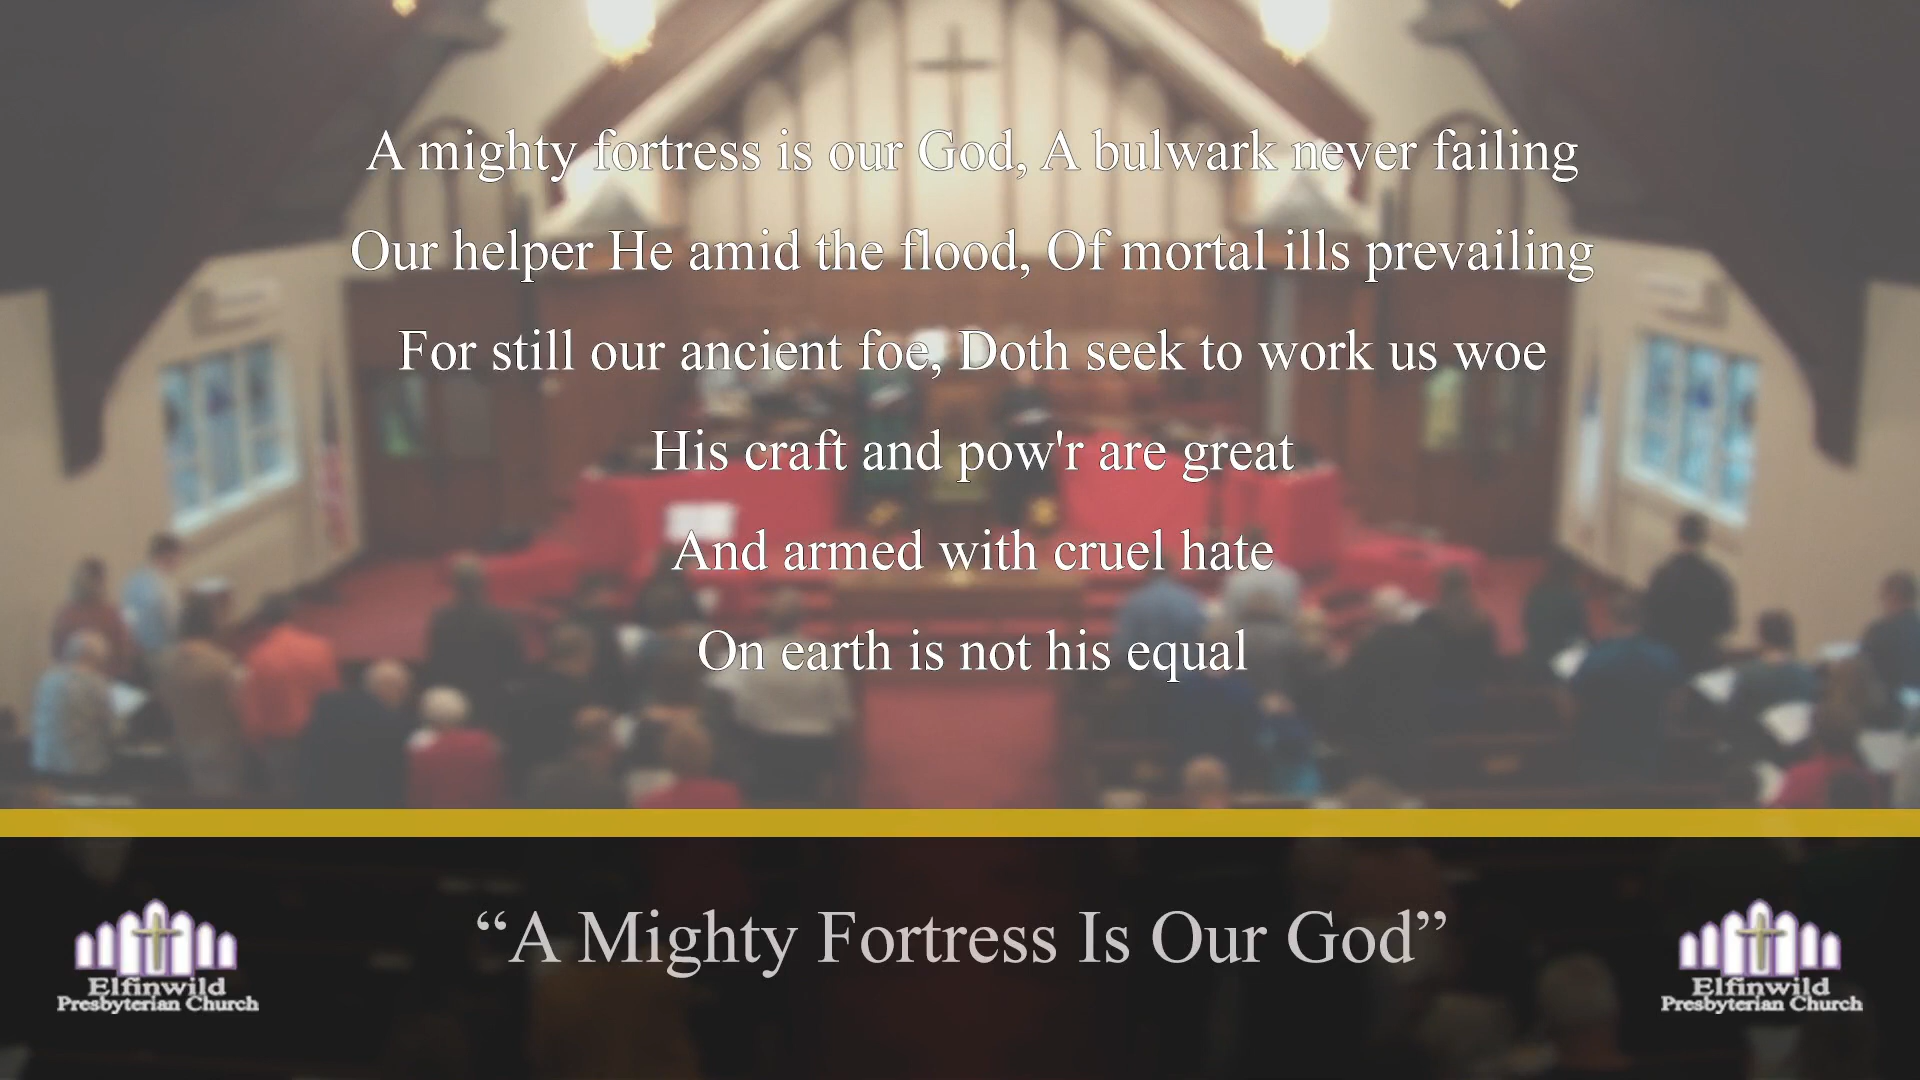 A mighty fortress is our God, A bulwark never failing
Our helper He amid the flood, Of mortal ills prevailing
For still our ancient foe, Doth seek to work us woe
His craft and pow'r are great
And armed with cruel hate
On earth is not his equal
“A Mighty Fortress Is Our God”
Elfinwild
Presbyterian Church
Elfinwild
Presbyterian Church